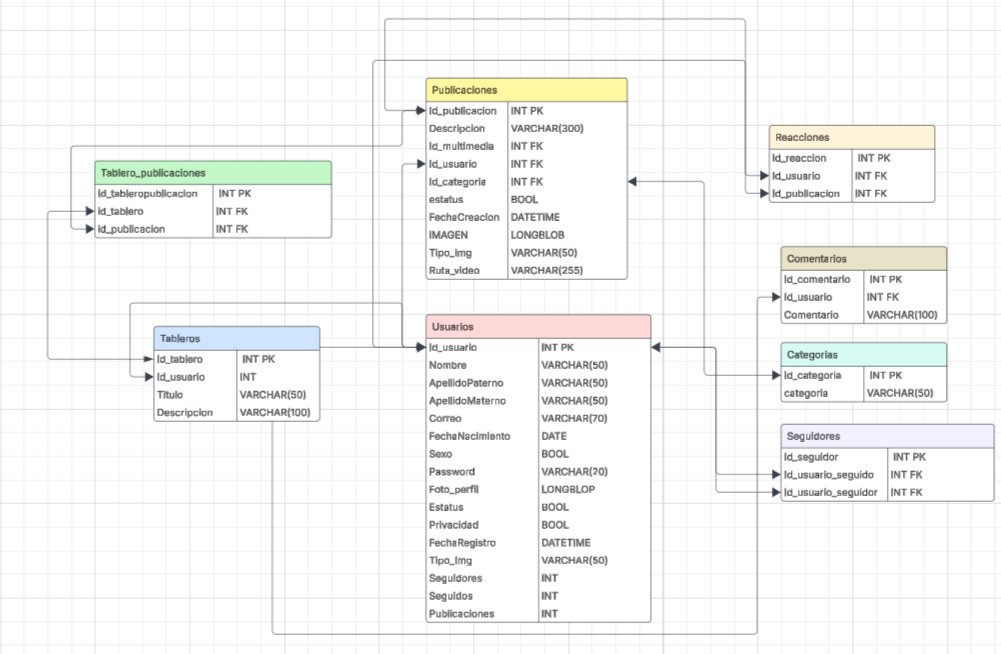 Publicaciones
Id_publicacion INT PK
Descripcion VARCHAR(300)
Id_multimedia INT FK
Id_usuario INT FK
Id_categoria INT FK
estatus BOOL
FechaCreacion DATETIME
IMAGEN LONGBLOB
Tipo_img VARCHAR(50)
Ruta_video VARCHAR(255)
Reacciones
Id_reaccion INT PK
Id_usuario INT FK
Id_publicacion INT FK
Tablero_publicaciones
Id_tableropublicacion INT PK
Id_tablero INT FK
Id_publicacion INT FK
Comentarios
Id_comentario INT PK
Id_usuario INT FK
Comentario VARCHAR(100)
Tableros
Id_tablero INT PK
Id_usuario INT
Titulo VARCHAR(50)
Descripcion VARCHAR(100)
Usuarios
Id_usuario INT PK
Nombre VARCHAR(50)
ApellidoPaterno VARCHAR(50)
ApellidoMaterno VARCHAR(50)
Correo VARCHAR(70)
FechaNacimiento DATE
Sexo BOOL
Password VARCHAR(20)
Foto_perfil LONGBLOP
Estatus BOOL
Privacidad BOOL
FechaRegistro DATETIME
Tipo_Img VARCHAR(50)
Seguidores INT
Seguidos INT
Publicaciones INT
Categorias
Id_categoria INT PK
categoria VARCHAR(50)
Seguidores
Id_seguidor INT PK
Id_usuario_seguido INT FK
Id_usuario_seguidor INT FK